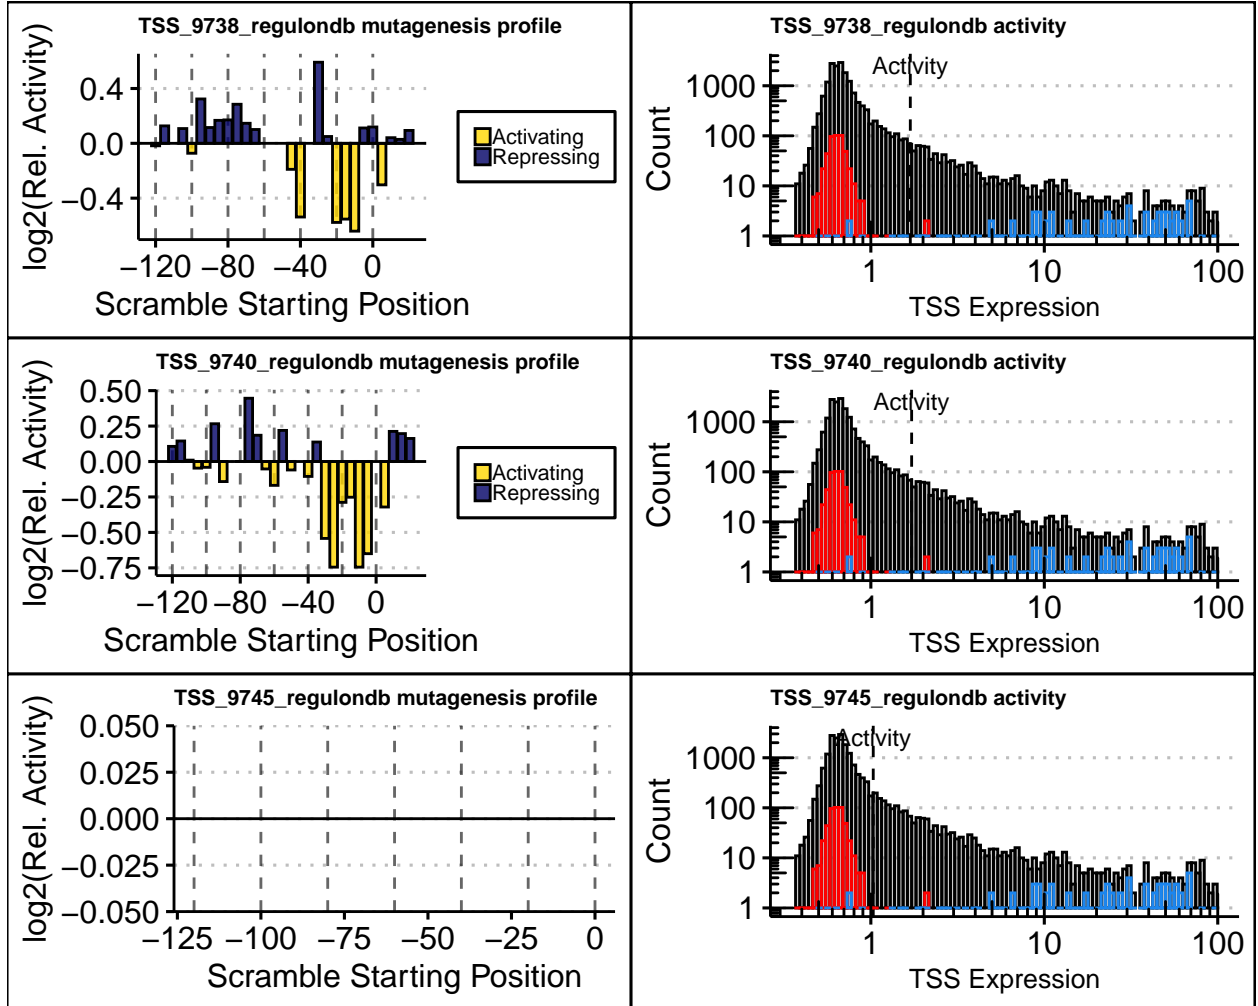 TSS_9738_regulondb mutagenesis profile
log2(Rel. Activity)
0.4
0.0
−0.4
−120 −80 −40 0
Scramble Starting Position
Activating
Repressing
TSS_9738_regulondb activity
Activity
Count
1000
100
10
1
1 10 100
TSS Expression
TSS_9740_regulondb mutagenesis profile
log2(Rel. Activity)
0.50
0.25
0.00
−0.25
−0.50
−0.75
−120 −80 −40 0
Scramble Starting Position
Activating
Repressing
TSS_9740_regulondb activity
Activity
Count
1000
100
10
1
1 10 100
TSS Expression
TSS_9745_regulondb mutagenesis profile
log2(Rel. Activity)
0.050
0.025
0.000
−0.025
−0.050
−125 −100 −75 −50 −25 0
Scramble Starting Position
TSS_9745_regulondb activity
Activity
Count
1000
100
10
1
1 10 100
TSS Expression